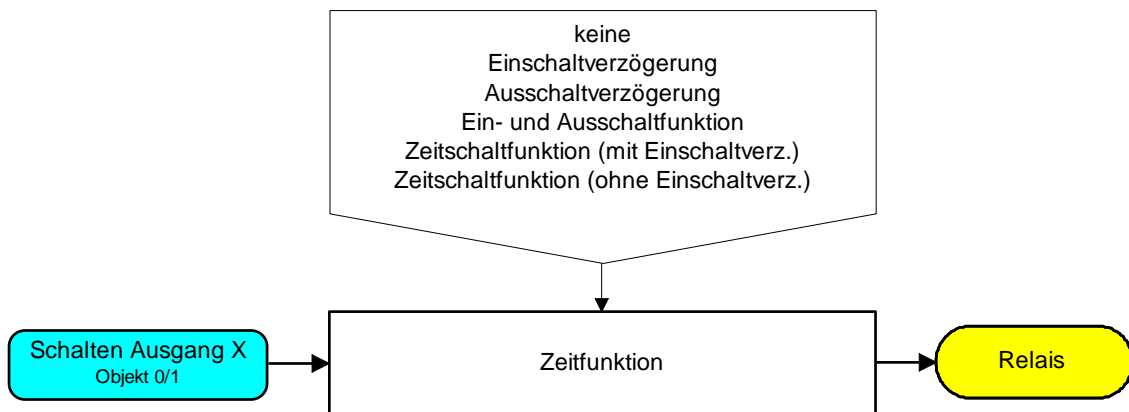 keine
Einschaltverzögerung
Ausschaltverzögerung
Ein- und Ausschaltfunktion
Zeitschaltfunktion (mit Einschaltverz.)
Zeitschaltfunktion (ohne Einschaltverz.)
Schalten Ausgang X
Objekt 0/1
Zeitfunktion
Relais